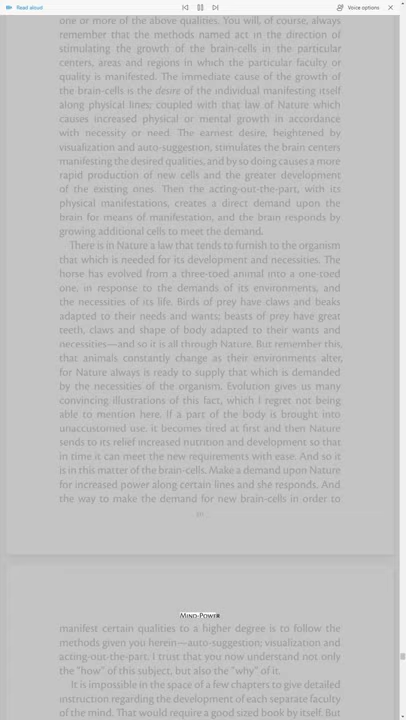 Read aloud
Voice options
one or more of the above qualities. You will, of course, always
remember that the methods named act in the direction of
stimulating the growth of the brain-cells in the particular
centers, areas and regions in which the particular faculty or
quality is manifested. The immediate cause of the growth of
the brain-cells is the desire of the individual manifesting itself
along physical lines; coupled with that law of Nature which
causes increased physical or mental growth in accordance
with necessity or need. The earnest desire, heightened by
visualization and auto-suggestion, stimulates the brain centers
manifesting the desired qualities, and by so doing causes a more
rapid production of new cells and the greater development
of the existing ones. Then the acting-out-the-part, with its
physical manifestations, creates a direct demand upon the
brain for means of manifestation, and the brain responds by
growing additional cells to meet the demand.
There is in Nature a law that tends to furnish to the organism
that which is needed for its development and necessities. The
horse has evolved from a three-toed animal into a one-toed
one, in response to the demands of its environments, and
the necessities of its life. Birds of prey have claws and beaks
adapted to their needs and wants; beasts of prey have great
teeth, claws and shape of body adapted to their wants and
necessities—and so it is all through Nature. But remember this,
that animals constantly change as their environments alter,
for Nature always is ready to supply that which is demanded
by the necessities of the organism. Evolution gives us many
convincing illustrations of this fact, which I regret not being
able to mention here. If a part of the body is brought into
unaccustomed use, it becomes tired at first and then Nature
sends to its relief increased nutrition and development so that
in time it can meet the new requirements with ease. And so it
is in this matter of the brain-cells. Make a demand upon Nature
for increased power along certain lines and she responds. And
the way to make the demand for new brain-cells in order to
Mind-Power
manifest certain qualities to a higher degree is to follow the
methods given you herein—auto-suggestion; visualization and
acting-out-the-part. I trust that you now understand not only
the "how" of this subject, but also the "why" of it.
It is impossible in the space of a few chapters to give detailed
instruction regarding the development of each separate faculty
of the mind. That would require a good sized book by itself. But